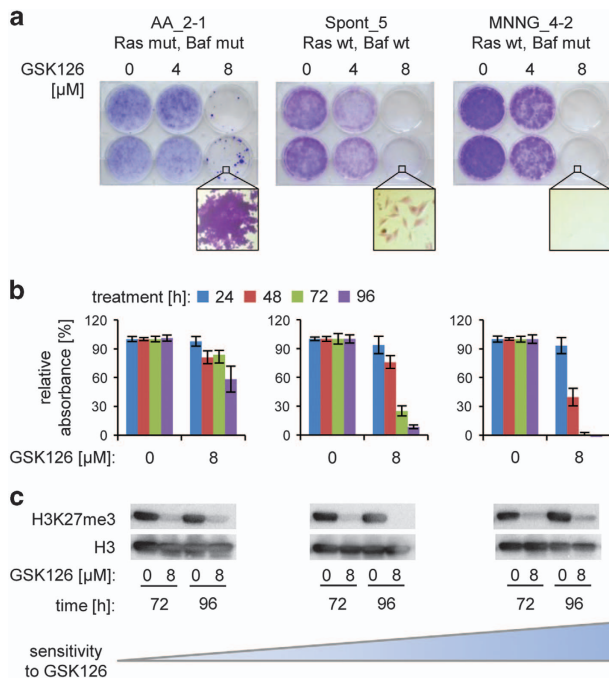 a
AA_2-1 Spont_5 MNNG_4-2
Ras mut, Baf mut Ras wt, Baf wt Ras wt, Baf mut
GSK126 0 4 8 0 4 8 0 4 8
[µM]
b
treatment [h]: 24 48 72 96
relative absorbance [%]
120 120 120
90 90 90
60 60 60
30 30 30
0 0 0
GSK126 [µM]: 0 8 0 8 0 8
c
H3K27me3
H3
GSK126 [µM]: 0 8 0 8 0 8 0 8 0 8 0 8
time [h]: 72 96 72 96 72 96
sensitivity
to GSK126